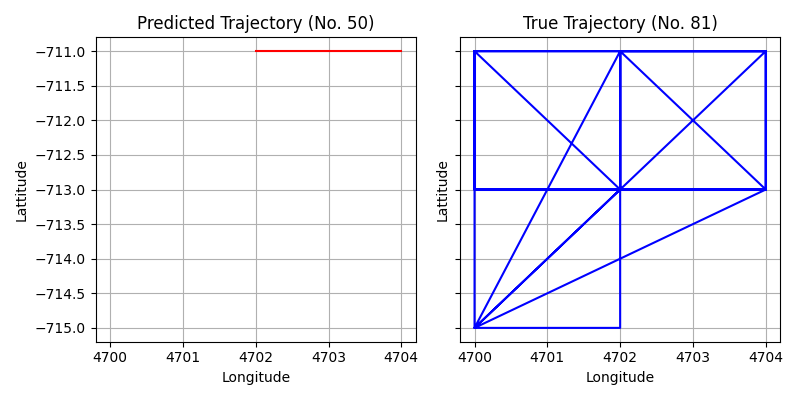 Predicted Trajectory (No. 50)
True Trajectory (No. 81)
−711.0
−711.5
−712.0
−712.5
−713.0
−713.5
−714.0
−714.5
−715.0
Lattitude
Lattitude
4700 4701 4702 4703 4704
4700 4701 4702 4703 4704
Longitude
Longitude